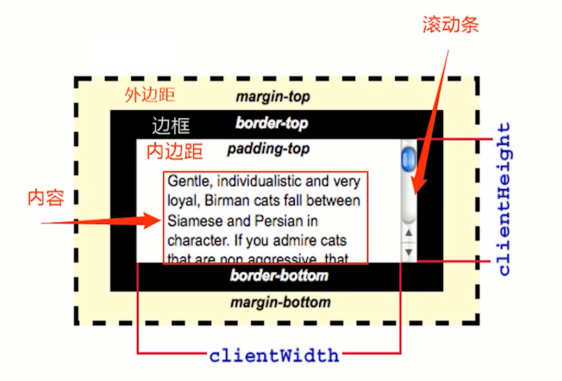 滚动条
外边距 margin-top
边框 border-top
内边距 padding-top
内容
Gentle, individualistic and very
loyal, Birman cats fall between
Siamese and Persian in
character. If you admire cats
that are non aggressive, that
border-bottom
margin-bottom
clientHeight
clientWidth